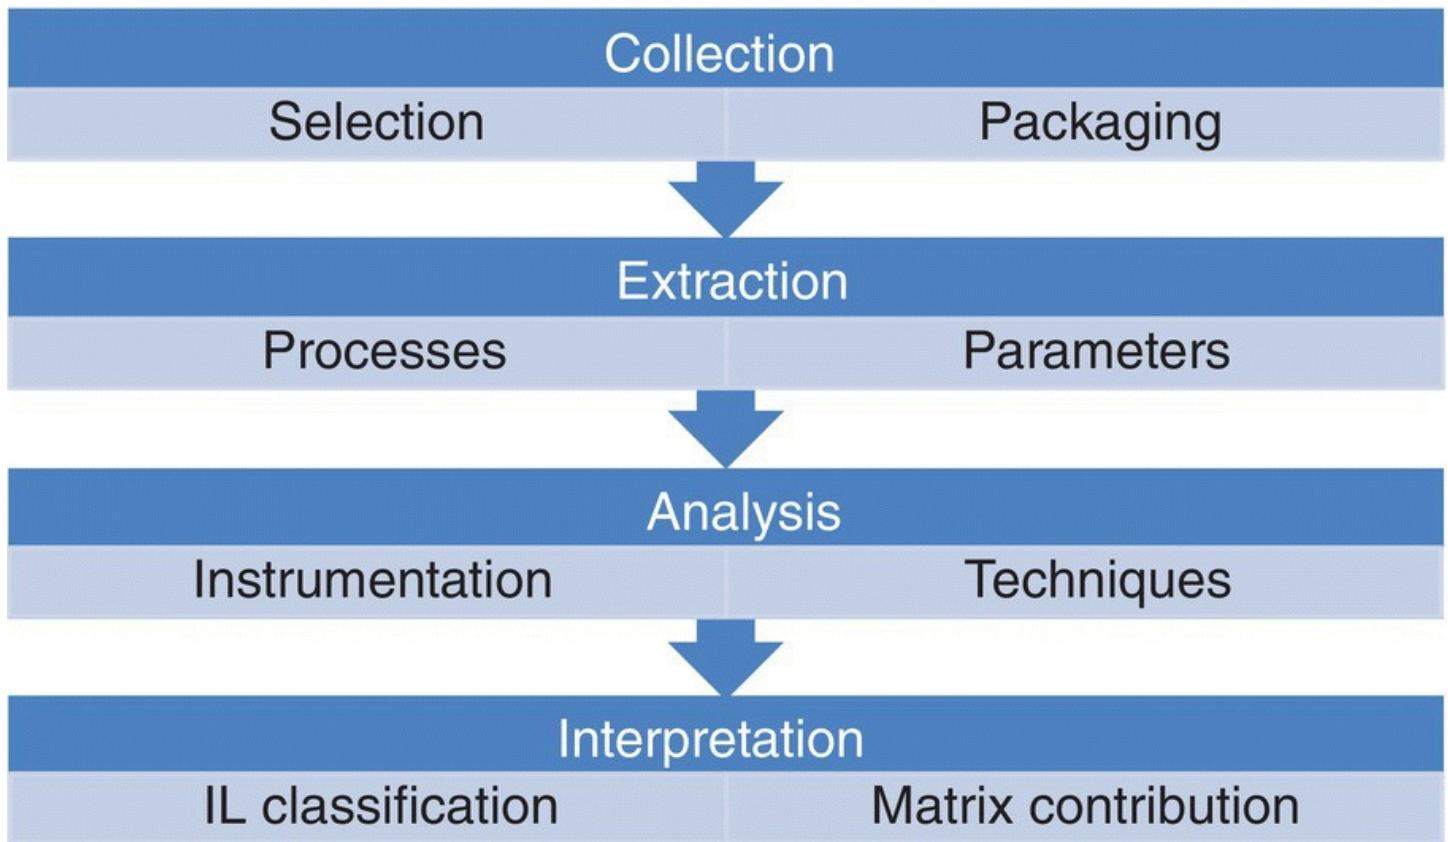 Collection
Selection Packaging
Extraction
Processes Parameters
Analysis
Instrumentation Techniques
Interpretation
IL classification Matrix contribution